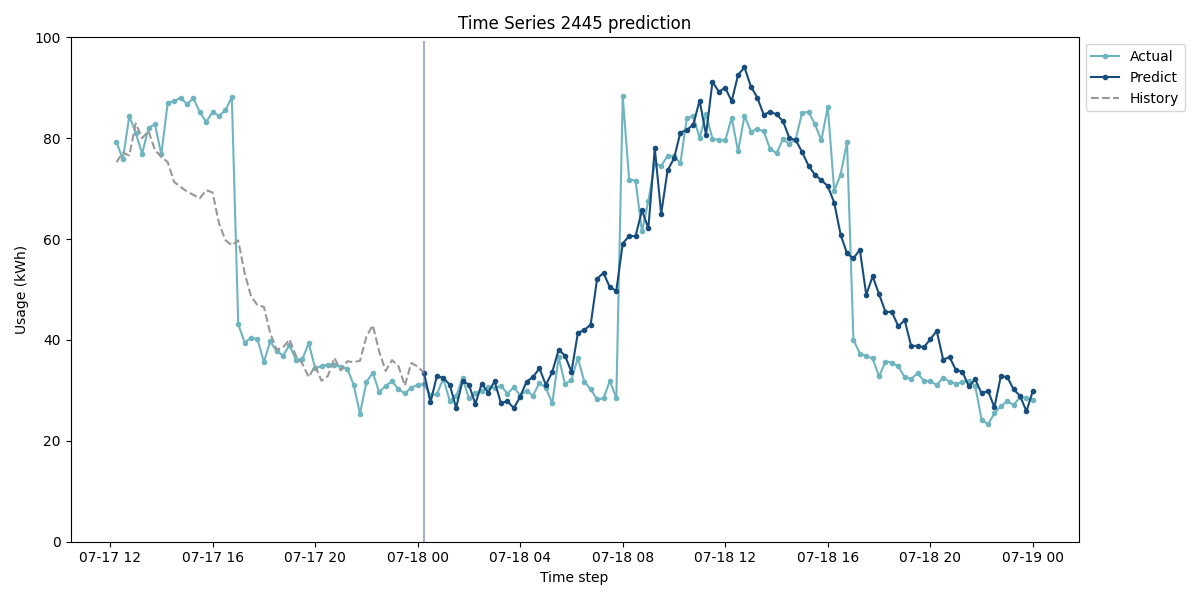 Time Series 2445 prediction
Usage (kWh)
100
80
60
40
20
0
07-17 12 07-17 16 07-17 20 07-18 00 07-18 04 07-18 08 07-18 12 07-18 16 07-18 20 07-19 00
Time step
Actual
Predict
History